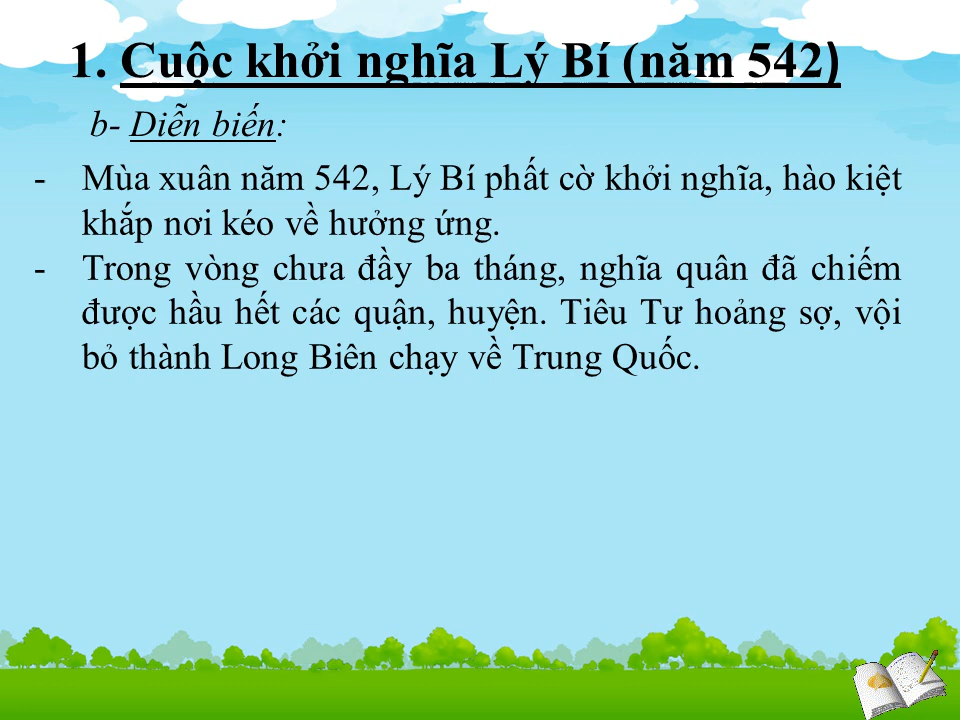 1. Cuộc khởi nghĩa Lý Bí (năm 542)
b- Diễn biến:
- Mùa xuân năm 542, Lý Bí phất cờ khởi nghĩa, hào kiệt
khắp nơi kéo về hưởng ứng.
- Trong vòng chưa đầy ba tháng, nghĩa quân đã chiếm
được hầu hết các quận, huyện. Tiêu Tư hoảng sợ, vội
bỏ thành Long Biên chạy về Trung Quốc.